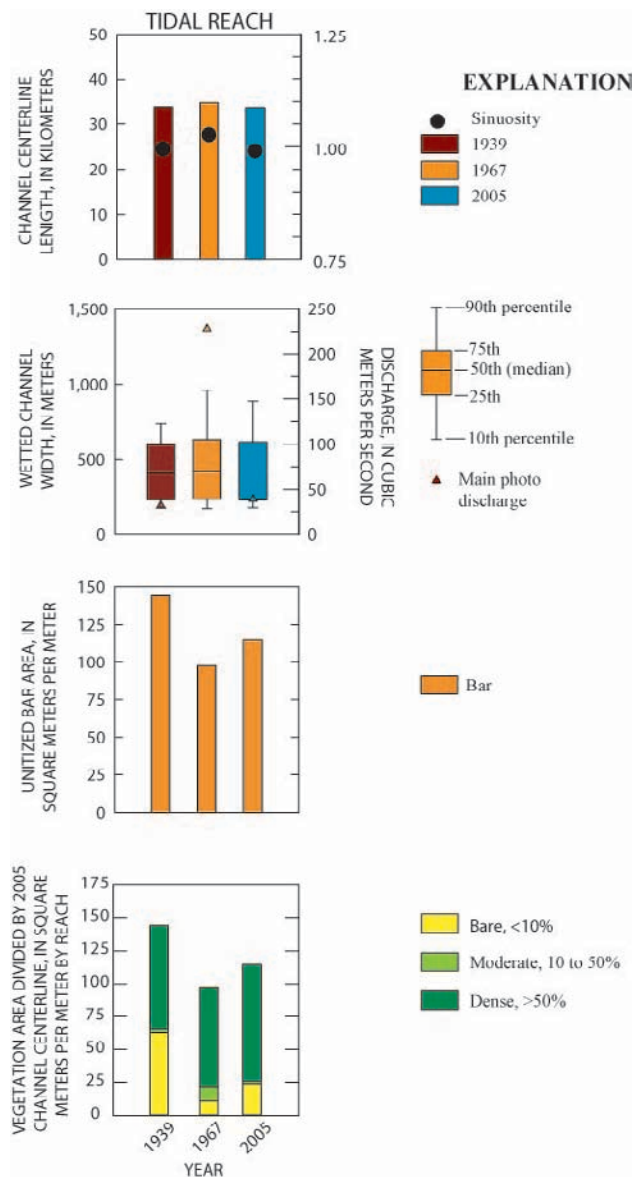 TIDAL REACH
CHANNEL CENTERLINE
LENIGTH, IN KILOMETERS
50
40
30
20
10
0
1.25
1.00
0.75
EXPLANATION
Sinuosity
1939
1967
2005
WETTED CHANNEL
WIDTH, IN METERS
1,500
1,000
500
0
250
200
150
100
50
0
DISCHARGE, IN CUBIC
METERS PER SECOND
90th percentile
75th
50th (median)
25th
10th percentile
Main photo
discharge
UNITIZED BAR AREA, IN
SQUARE METERS PER METER
150
125
100
75
50
25
0
Bar
VEGETATION AREA DIVIDED BY 2005
CHANNEL CENTERLINE, IN SQUARE
METERS PER METER BY REACH
175
150
125
100
75
50
25
0
Bare, <10%
Moderate, 10 to 50%
Dense, >50%
1939
1967
2005
YEAR